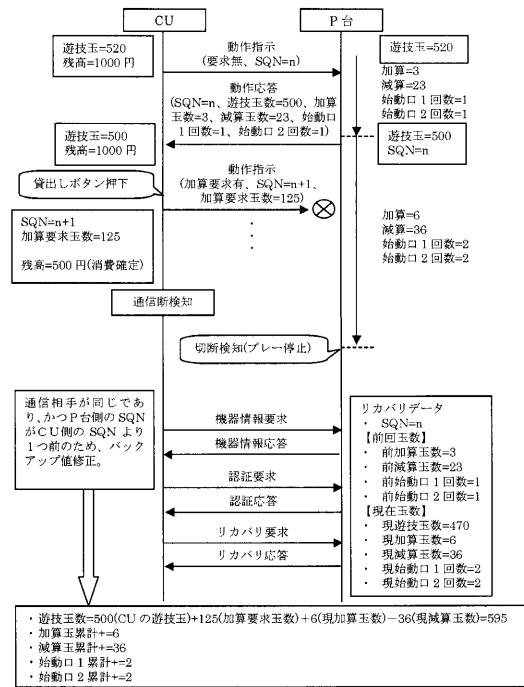 CU
P台
遊技玉=520
残高=1000円
動作指示
(要求無、SQN=n)
遊技玉=520
加算=3
減算=23
始動口1回数=1
始動口2回数=1
動作応答
(SQN=n、遊技玉数=500、加算
玉数=3、減算玉数=23、始動口
1回数=1、始動口2回数=1)
遊技玉=500
残高=1000円
遊技玉=500
SQN=n
貸出しボタン押下
動作指示
(加算要求有、SQN=n+1、
加算要求玉数=125)
SQN=n+1
加算要求玉数=125
残高=500円(消費確定)
加算=6
減算=36
始動口1回数=2
始動口2回数=2
通信断検知
切断検知(プレー停止)
通信相手が同じであ
り、かつP台側のSQN
がCU側のSQNより
1つ前のため、バック
アップ値修正。
機器情報要求
機器情報応答
認証要求
認証応答
リカバリ要求
リカバリ応答
リカバリデータ
・ SQN=n
【前回玉数】
・ 前加算玉数=3
・ 前減算玉数=23
・ 前始動口1回数=1
・ 前始動口2回数=1
【現在玉数】
・ 現遊技玉数=470
・ 現加算玉数=6
・ 現減算玉数=36
・ 現始動口1回数=2
・ 現始動口2回数=2
・遊技玉数=500(CUの遊技玉)+125(加算要求玉数)+6(現加算玉数)−36(現減算玉数)=595
・加算玉累計+=6
・減算玉累計+=36
・始動口1累計+=2
・始動口2累計+=2